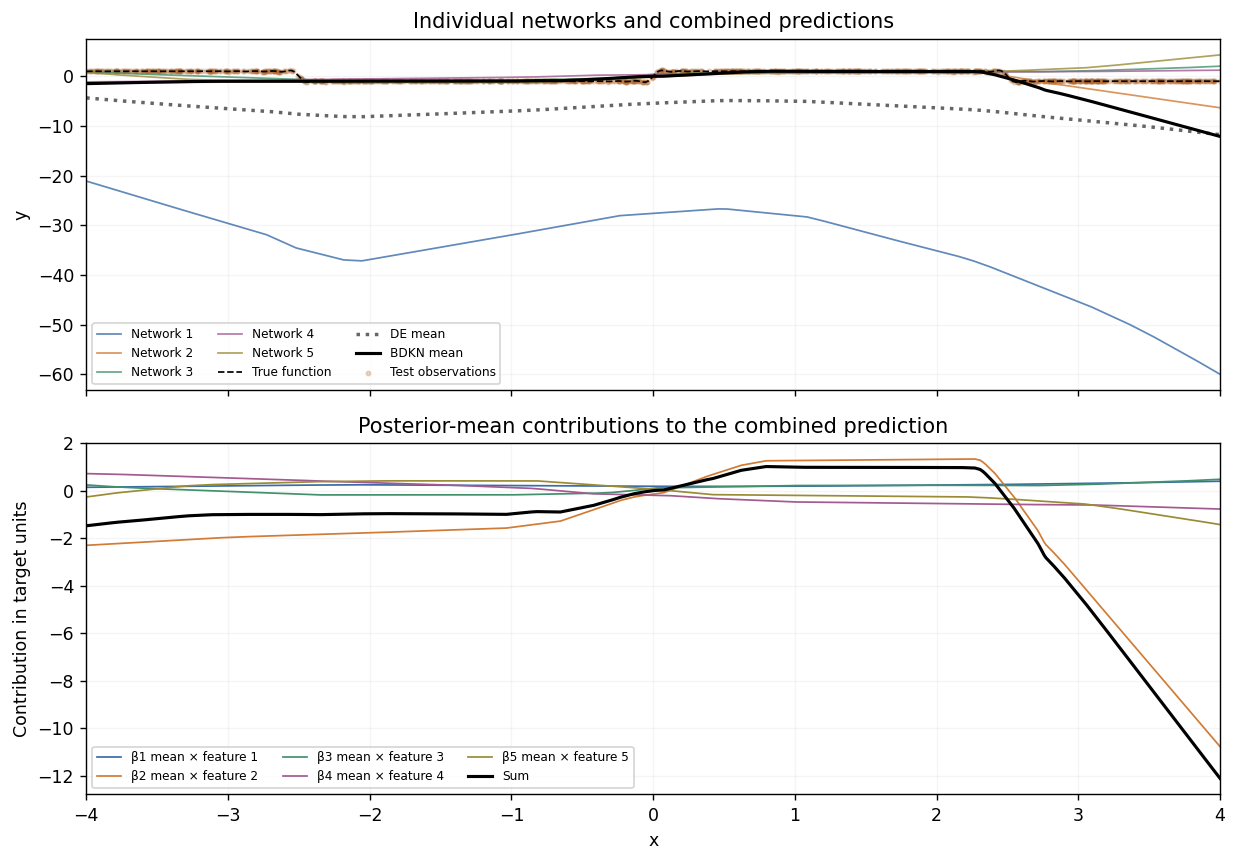 Individual networks and combined predictions
y
0
−10
−20
−30
−40
−50
−60
Network 1
Network 2
Network 3
Network 4
Network 5
True function
DE mean
BDKN mean
Test observations
Posterior-mean contributions to the combined prediction
Contribution in target units
2
0
−2
−4
−6
−8
−10
−12
β1 mean × feature 1
β2 mean × feature 2
β3 mean × feature 3
β4 mean × feature 4
β5 mean × feature 5
Sum
−4 −3 −2 −1 0 1 2 3 4
x